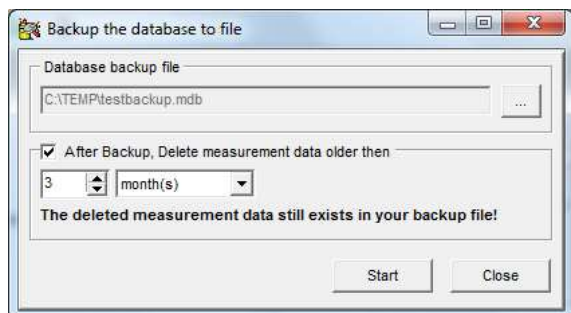 Backup the database to file
Database backup file
C:\TEMP\testbackup.mdb
...
After Backup, Delete measurement data older then
3 month(s)
The deleted measurement data still exists in your backup file!
Start Close